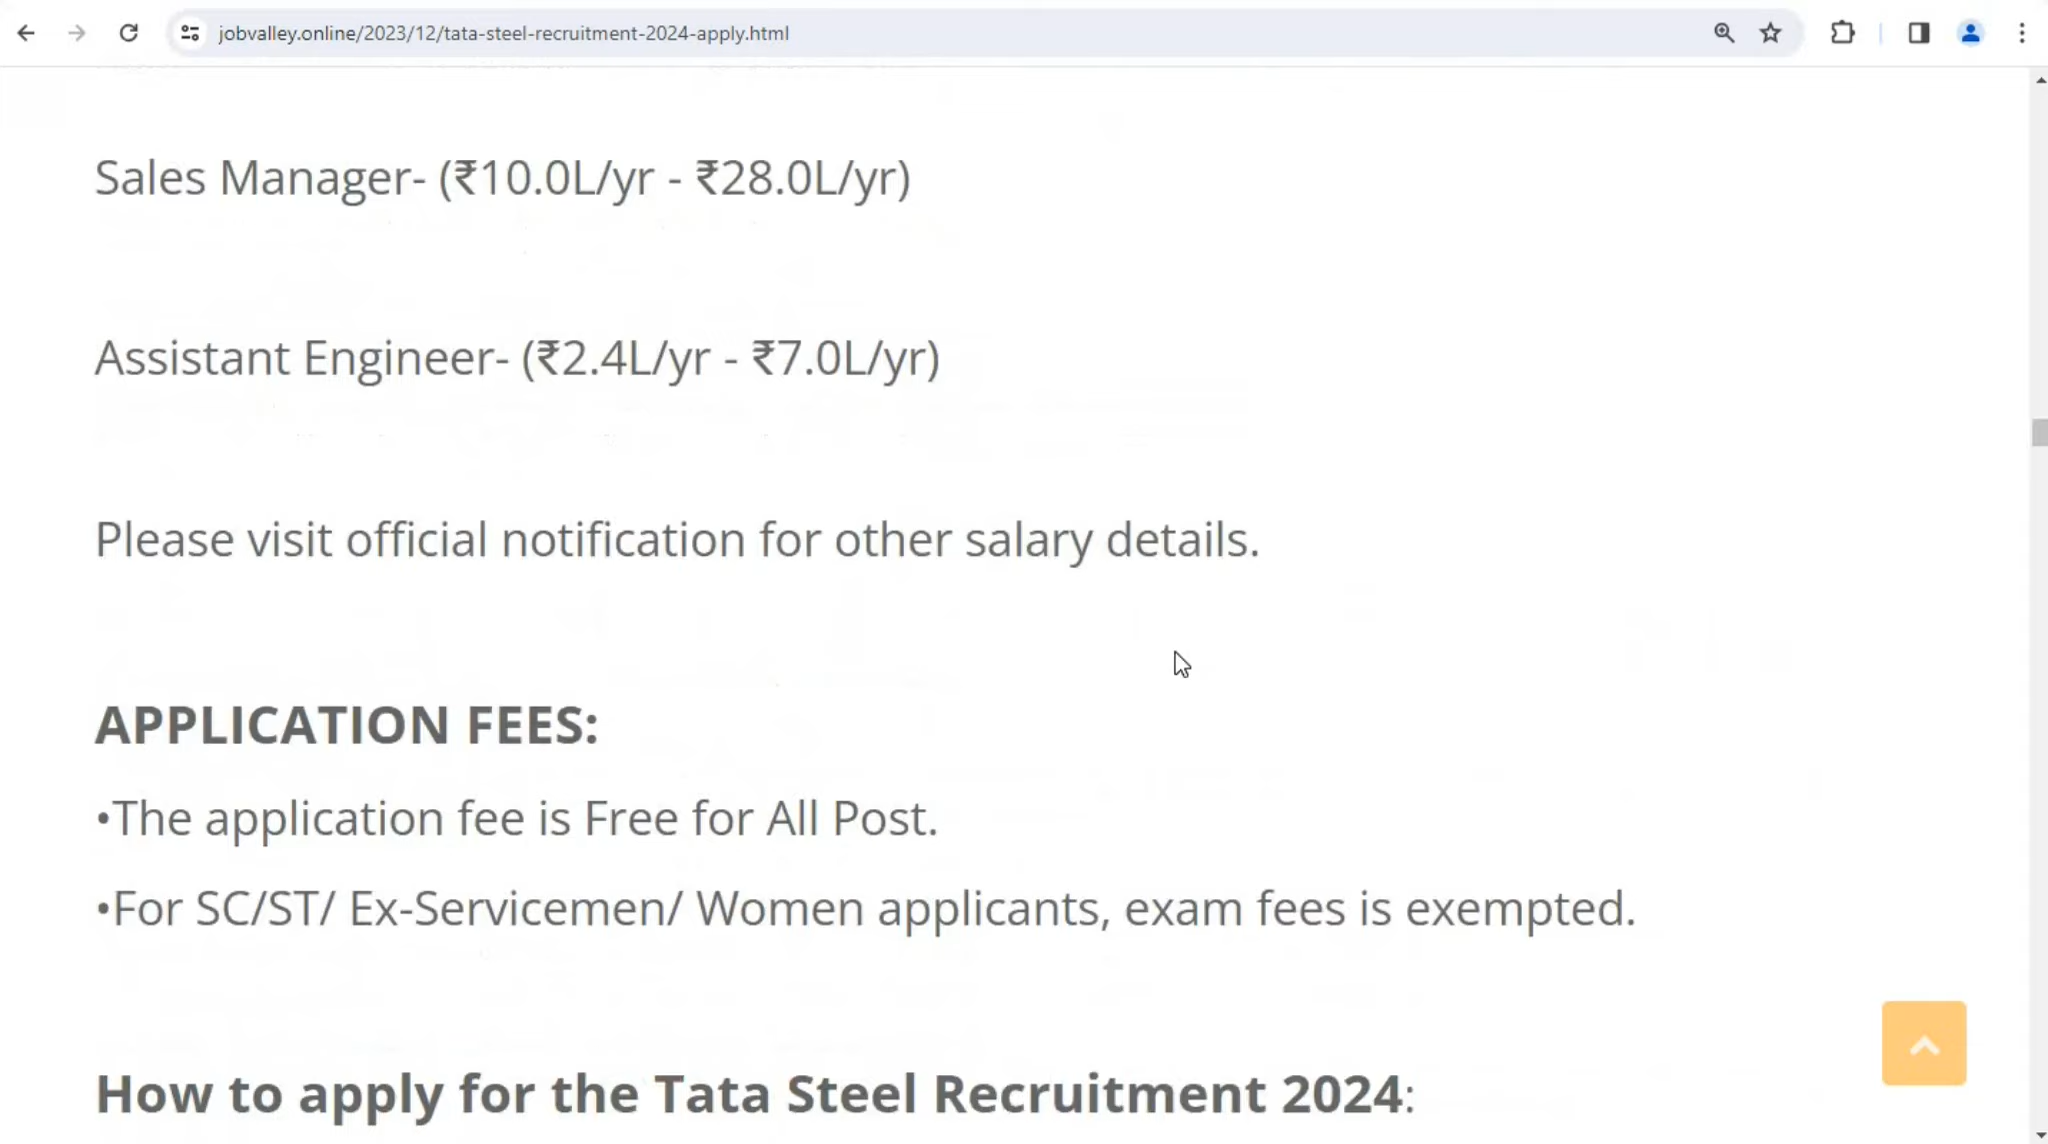 jobvalley.online/2023/12/tata-steel-recruitment-2024-apply.html
Sales Manager- (₹10.0L/yr - ₹28.0L/yr)
Assistant Engineer- (₹2.4L/yr - ₹7.0L/yr)
Please visit official notification for other salary details.
APPLICATION FEES:
•The application fee is Free for All Post.
•For SC/ST/ Ex-Servicemen/ Women applicants, exam fees is exempted.
How to apply for the Tata Steel Recruitment 2024: